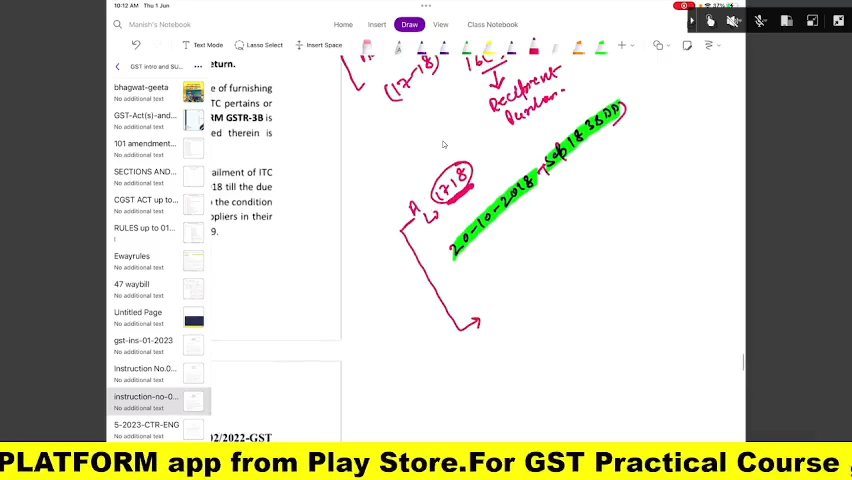 10:12 AM Thu 1 Jun
37%
Manish's Notebook
Home
Insert
Draw
View
Class Notebook
Text Mode
Lasso Select
Insert Space
GST intro and SU...
bhagwat-geeta
No additional text
GST-Act(s)-and...
No additional text
101 amendment...
No additional text
SECTIONS AND...
No additional text
CGST ACT up to...
No additional text
RULES up to 01...
I
Ewayrules
No additional text
47 waybill
No additional text
Untitled Page
No additional text
gst-ins-01-2023
No additional text
Instruction No.0...
No additional text
instruction-no-0...
No additional text
5-2023-CTR-ENG
No additional text
eturn.
e of furnishing
TC pertains or
RM GSTR-3B is
ed therein is
ailment of ITC
018 till the due
o the condition
ppliers in their
9.
02/2022-GST
(17-18)
Recipient
A
1718
20-10-2018
Sep 18 3B DD
PLATFORM app from Play Store.For GST Practical Course ,